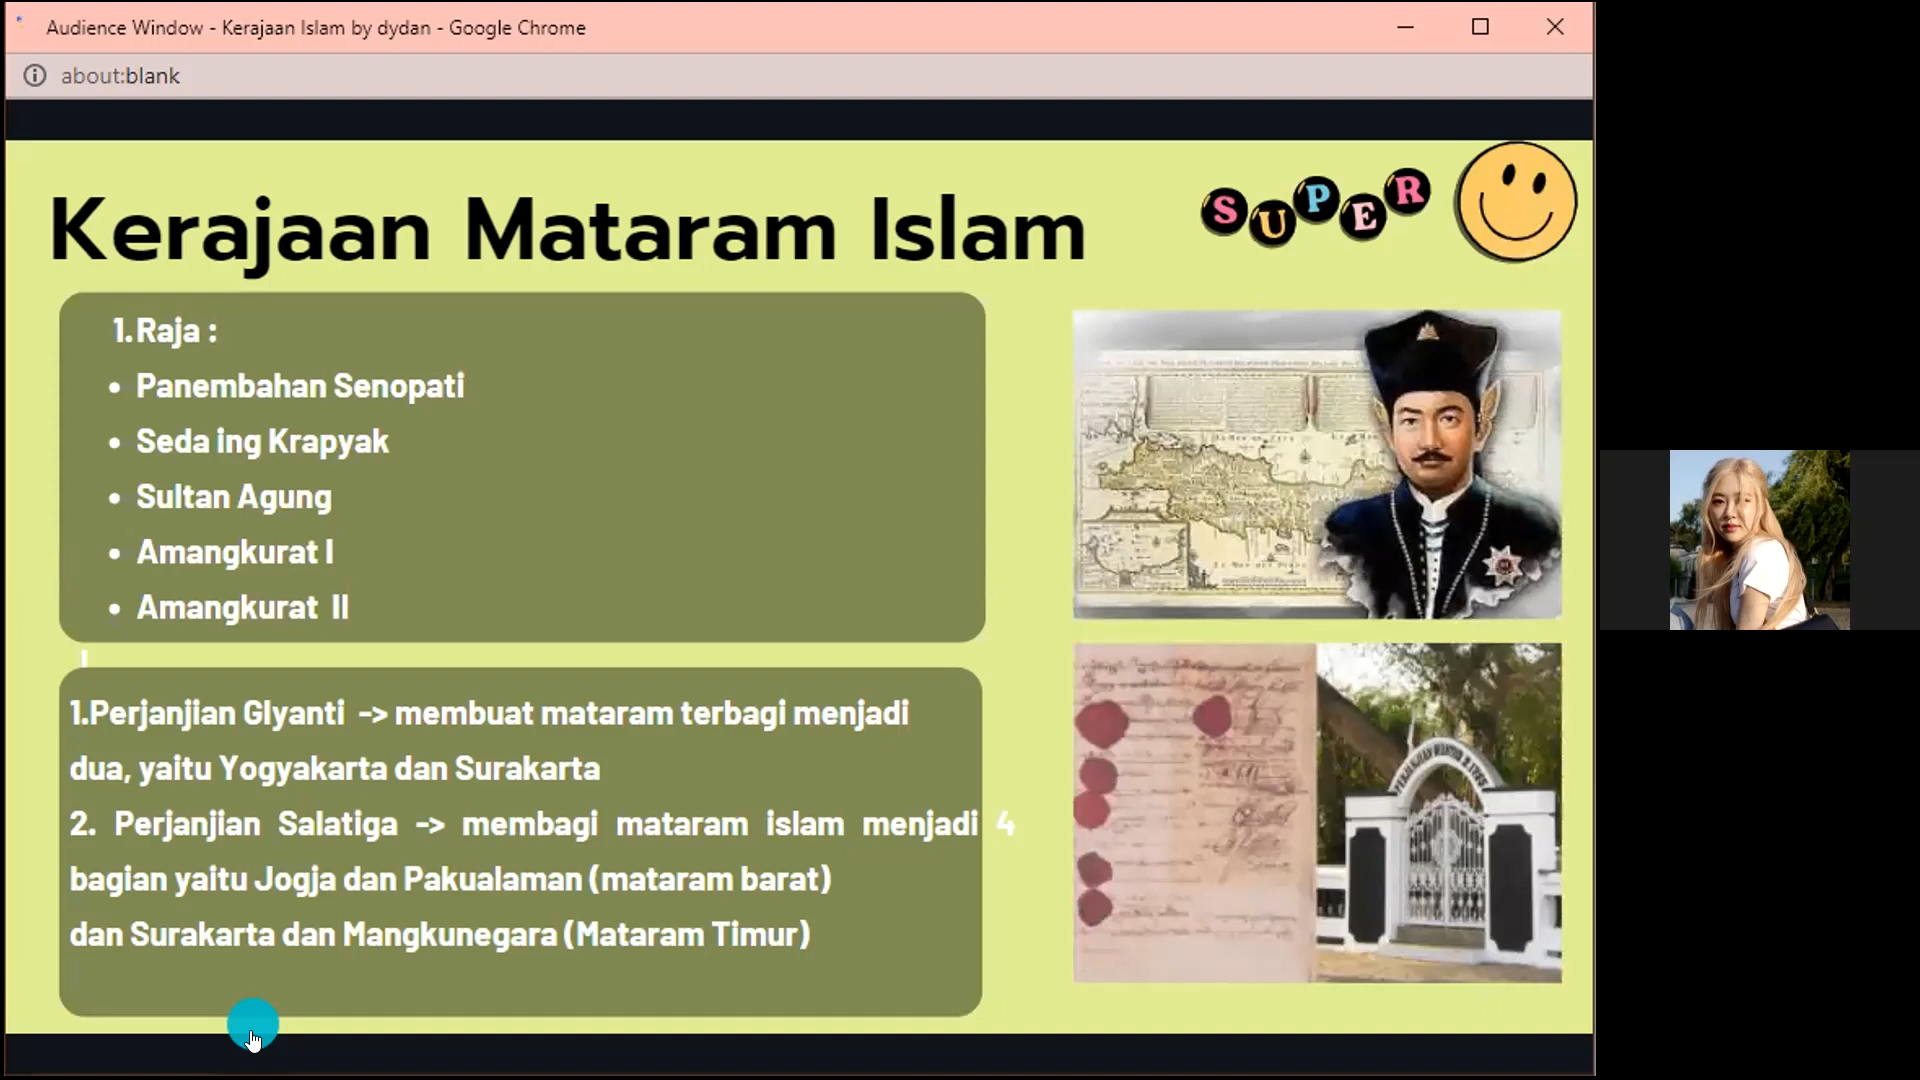 Audience Window - Kerajaan Islam by dydan - Google Chrome
about:blank
Kerajaan Mataram Islam
SUPER
1.Raja :
• Panembahan Senopati
• Seda ing Krapyak
• Sultan Agung
• Amangkurat I
• Amangkurat II
1.Perjanjian Glyanti -> membuat mataram terbagi menjadi
dua, yaitu Yogyakarta dan Surakarta
2. Perjanjian Salatiga -> membagi mataram islam menjadi 4
bagian yaitu Jogja dan Pakualaman (mataram barat)
dan Surakarta dan Mangkunegara (Mataram Timur)